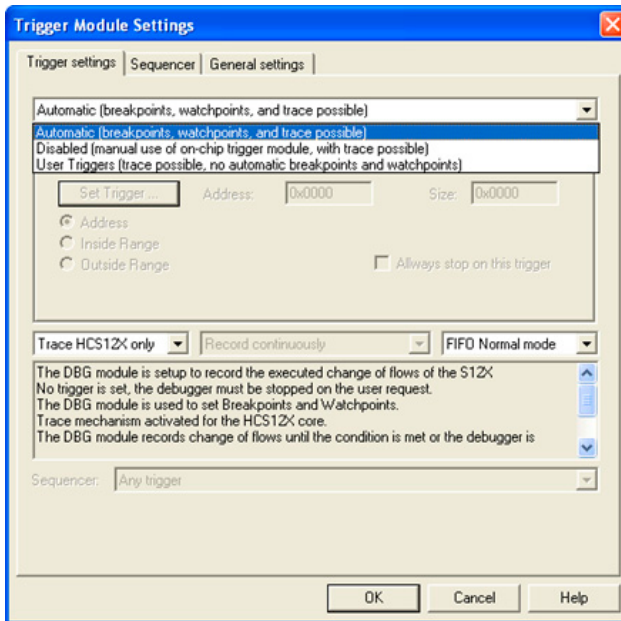 Trigger Module Settings
Trigger settings
Sequencer
General settings
Automatic (breakpoints, watchpoints, and trace possible)
Automatic (breakpoints, watchpoints, and trace possible)
Disabled (manual use of on-chip trigger module, with trace possible)
User Triggers (trace possible, no automatic breakpoints and watchpoints)
Set Trigger ... Address: 0x0000 Size: 0x0000
Address
Inside Range
Outside Range
Allways stop on this trigger
Trace HCS12X only Record continuously FIFO Normal mode
The DBG module is setup to record the executed change of flows of the S12X
No trigger is set, the debugger must be stopped on the user request.
The DBG module is used to set Breakpoints and Watchpoints.
Trace mechanism activated for the HCS12X core.
The DBG module records change of flows until the condition is met or the debugger is
Sequencer: Any trigger
OK Cancel Help